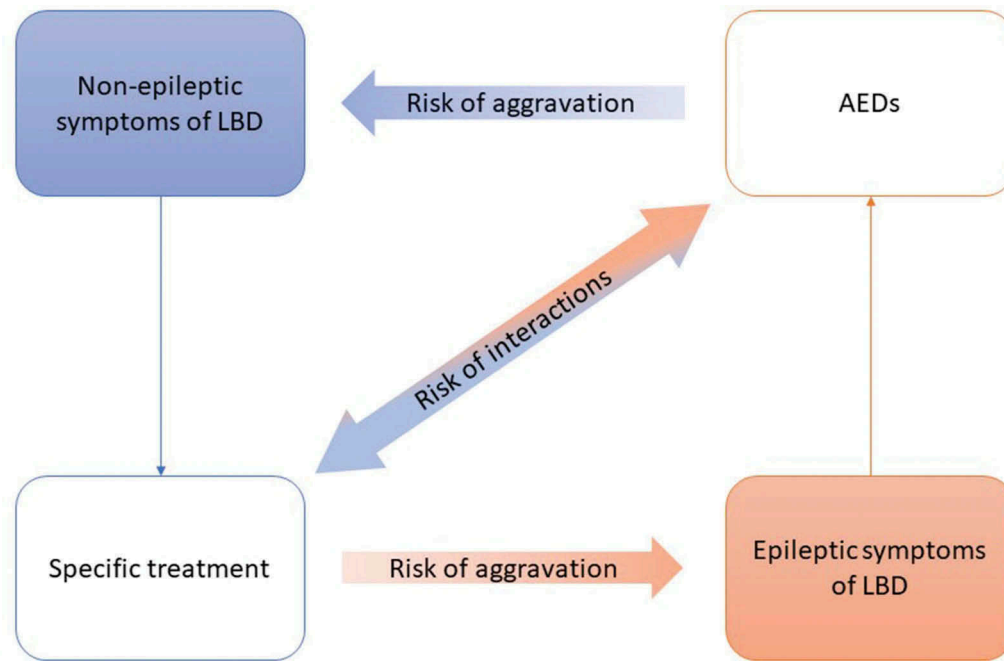 Non-epileptic
symptoms of LBD
Risk of aggravation
AEDs
Risk of interactions
Specific treatment
Risk of aggravation
Epileptic symptoms
of LBD